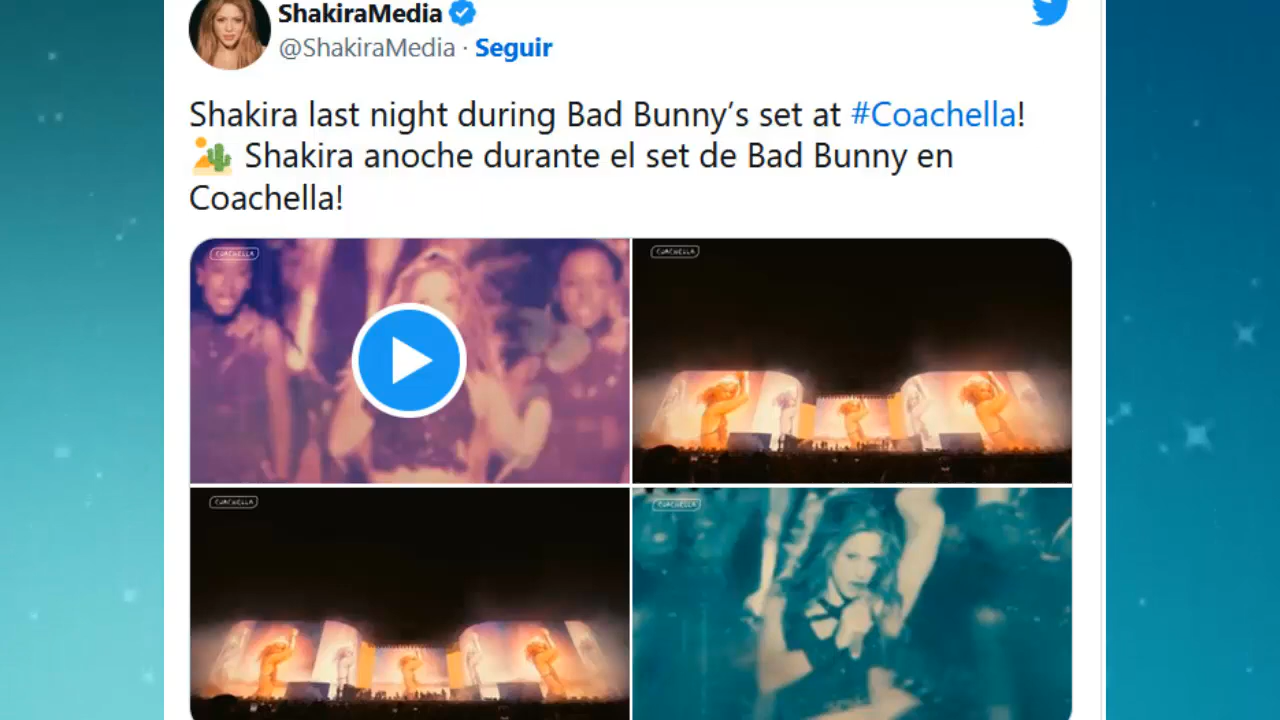 ShakiraMedia
@ShakiraMedia · Seguir
Shakira last night during Bad Bunny’s set at #Coachella!
🏜️ Shakira anoche durante el set de Bad Bunny en
Coachella!
COACHELLA
COACHELLA
COACHELLA
COACHELLA